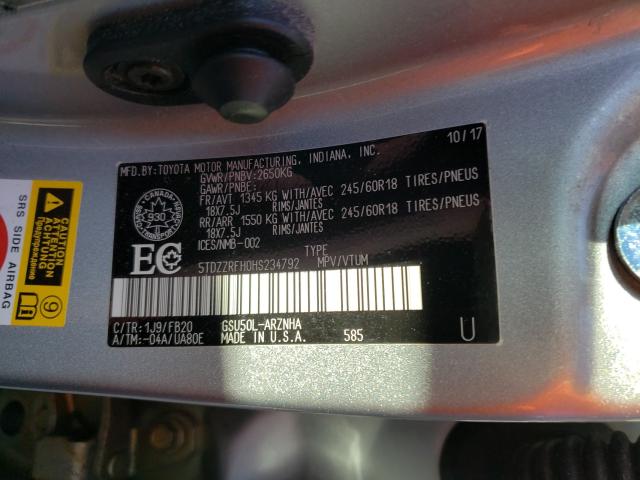 10/17
MFD.BY:TOYOTA MOTOR MANUFACTURING, INDIANA, INC.
GVWR/PNBV:2650KG
GAWR/PNBE:
FR/AVT 1345 KG WITH/AVEC 245/60R18 TIRES/PNEUS
18X7.5J RIMS/JANTES
RR/ARR 1550 KG WITH/AVEC 245/60R18 TIRES/PNEUS
18X7.5J RIMS/JANTES
ICES/NMB-002
CANADA
930
TRANSPORT
EC
TYPE
5TDZZRFH0HS234792 MPV/VTUM
C/TR:1J9/FB20 GSU50L-ARZNHA
A/TM:-04A/UA80E MADE IN U.S.A. 585
U
SRS SIDE AIRBAG
CAUTION
ATTENTION
ACHTUNG
9